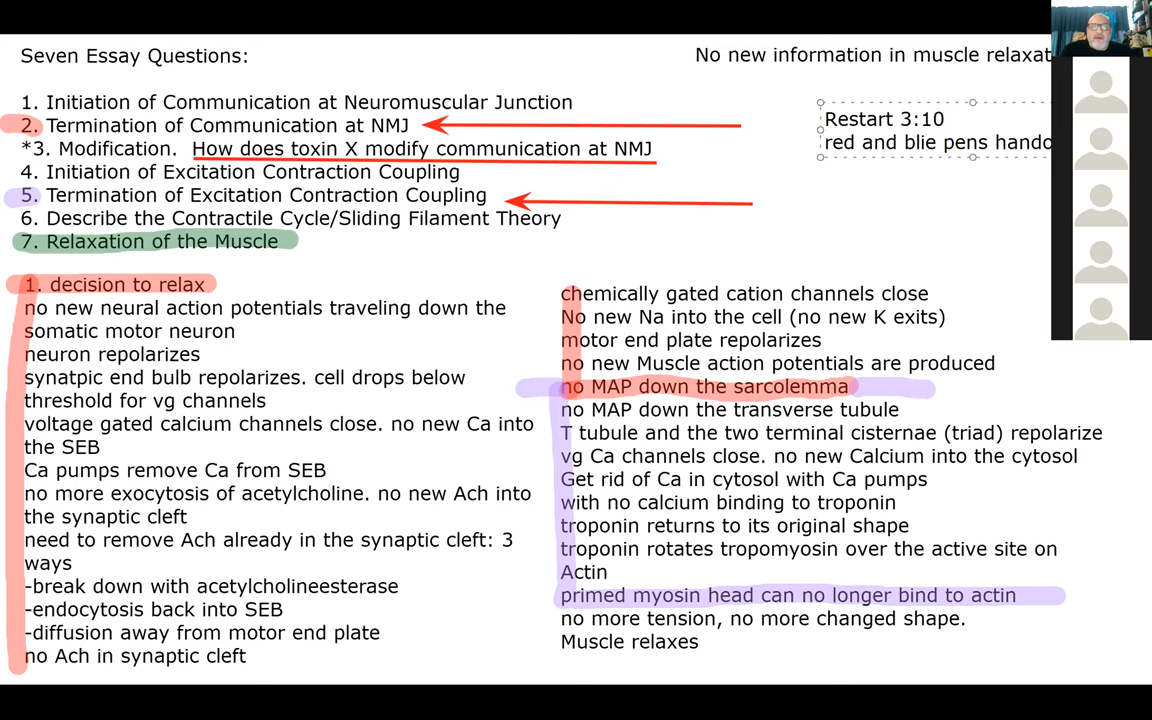 Seven Essay Questions:
No new information in muscle relaxat
1. Initiation of Communication at Neuromuscular Junction
2. Termination of Communication at NMJ
*3. Modification. How does toxin X modify communication at NMJ
4. Initiation of Excitation Contraction Coupling
5. Termination of Excitation Contraction Coupling
6. Describe the Contractile Cycle/Sliding Filament Theory
7. Relaxation of the Muscle
Restart 3:10
red and blie pens hando
1. decision to relax
no new neural action potentials traveling down the
somatic motor neuron
neuron repolarizes
synatpic end bulb repolarizes. cell drops below
threshold for vg channels
voltage gated calcium channels close. no new Ca into
the SEB
Ca pumps remove Ca from SEB
no more exocytosis of acetylcholine. no new Ach into
the synaptic cleft
need to remove Ach already in the synaptic cleft: 3
ways
-break down with acetylcholineesterase
-endocytosis back into SEB
-diffusion away from motor end plate
no Ach in synaptic cleft
chemically gated cation channels close
No new Na into the cell (no new K exits)
motor end plate repolarizes
no new Muscle action potentials are produced
no MAP down the sarcolemma
no MAP down the transverse tubule
T tubule and the two terminal cisternae (triad) repolarize
vg Ca channels close. no new Calcium into the cytosol
Get rid of Ca in cytosol with Ca pumps
with no calcium binding to troponin
troponin returns to its original shape
troponin rotates tropomyosin over the active site on
Actin
primed myosin head can no longer bind to actin
no more tension, no more changed shape.
Muscle relaxes